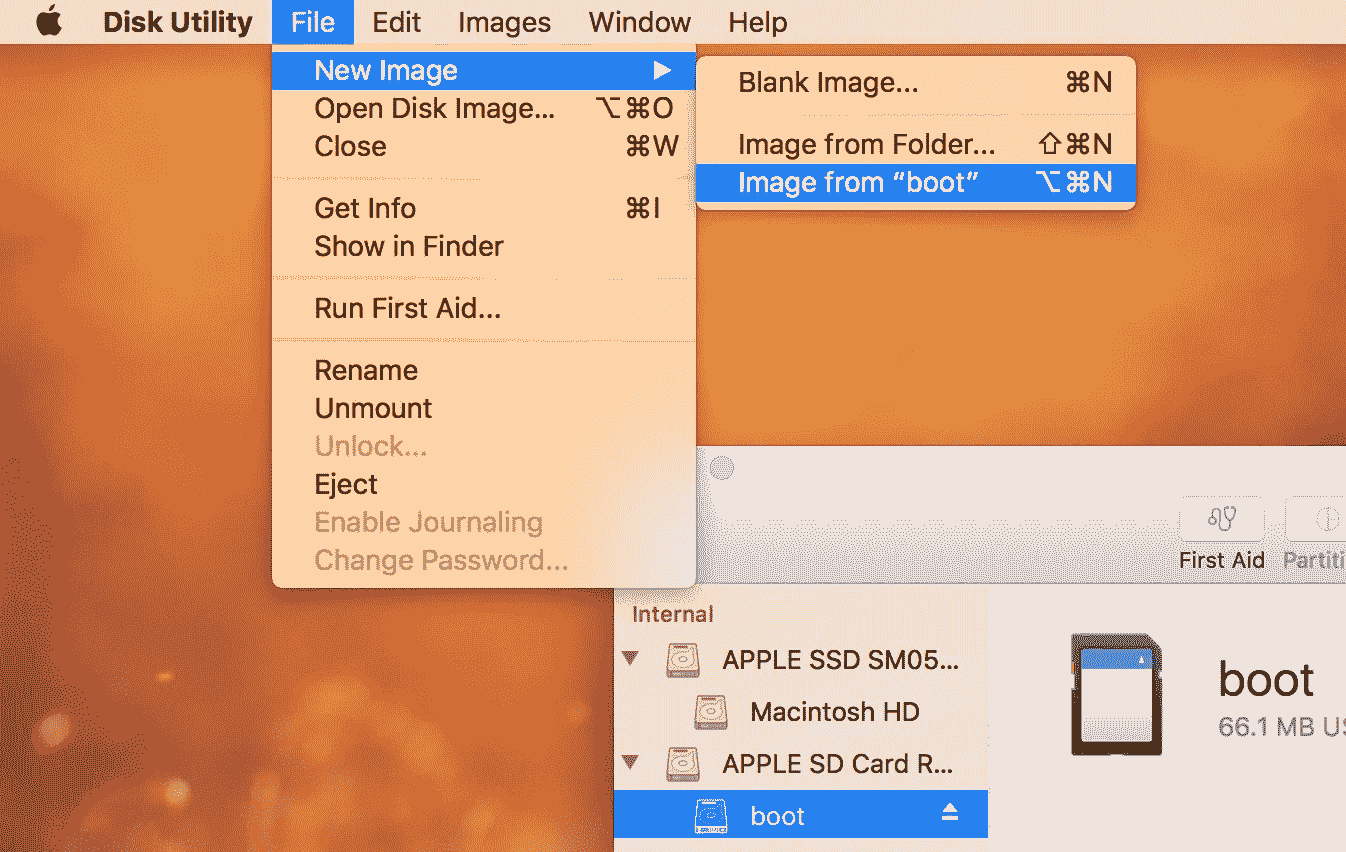 Disk Utility File Edit Images Window Help
New Image ▶
Open Disk Image... ⌥⌘O
Close ⌘W
Get Info ⌘I
Show in Finder
Run First Aid...
Rename
Unmount
Unlock...
Eject
Enable Journaling
Change Password...
Blank Image... ⌘N
Image from Folder... ⇧⌘N
Image from “boot” ⌥⌘N
First Aid Partiti
Internal
APPLE SSD SM05...
Macintosh HD
APPLE SD Card R...
boot
boot
66.1 MB US